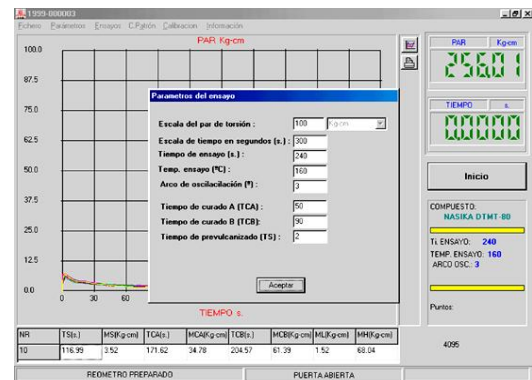 1999-000003
Fichero Parámetros Ensayos C.Patrón Calibracion Información
PAR Kg-cm
100.0
87.5
75.0
62.5
50.0
37.5
25.0
12.5
0.0
0 30 60
TIEMPO s.
Parametros del ensayo
Escala del par de torsión : 100 Kg-cm
Escala de tiempo en segundos (s.) : 300
Tiempo de ensayo (s.) : 240
Temp. ensayo (ºC) : 160
Arco de oscilacilación (º) : 3
Tiempo de curado A (TCA) : 50
Tiempo de curado B (TCB): 90
Tiempo de prevulcanizado (TS) : 2
Aceptar
PAR Kg-cm
256.01
TIEMPO s.
0.0000
Inicio
COMPUESTO:
NASIKA DTMT-80
Ti. ENSAYO: 240
TEMP. ENSAYO: 160
ARCO OSC.: 3
Puntos:
4095
NR TS(s.) MS(Kg-cm) TCA(s.) MCA(Kg-cm) TCB(s.) MCB(Kg-cm) ML(Kg-cm) MH(Kg-cm)
10 116.99 3.52 171.62 34.78 204.57 61.39 1.52 68.04
REOMETRO PREPARADO PUERTA ABIERTA